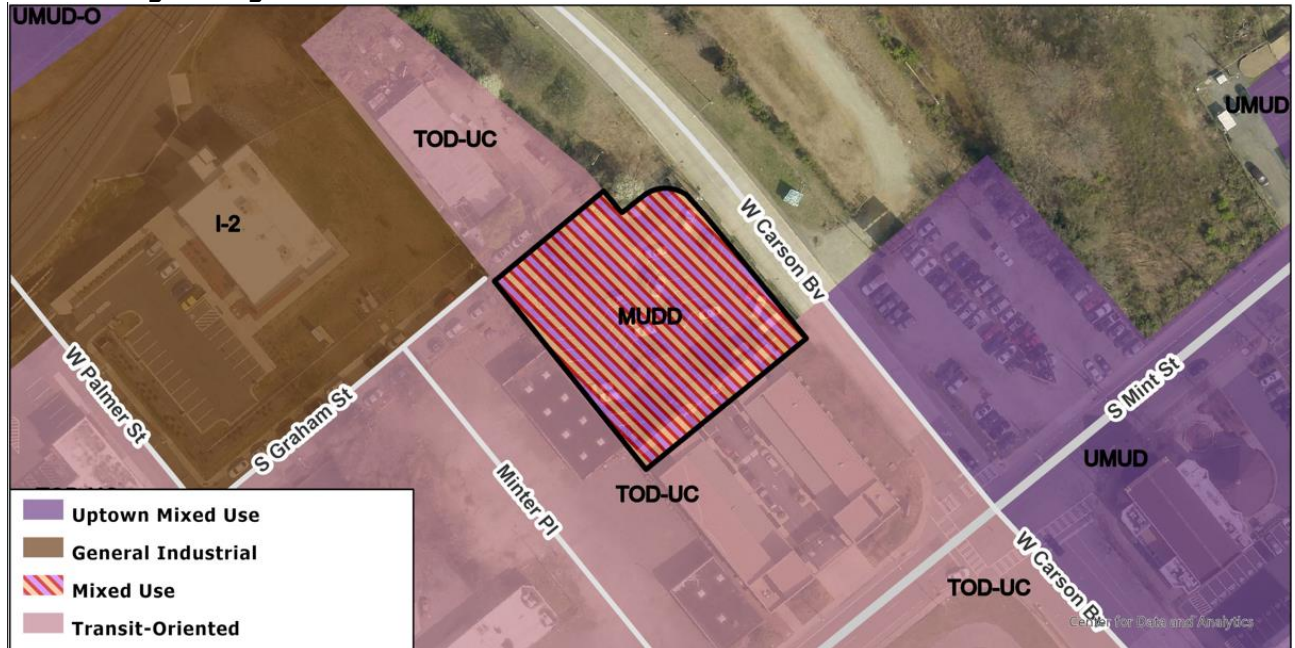 UMUD-O
TOD-UC
UMUD
I-2
W Carson Bv
MUDD
W Palmer St
S Graham St
S Mint St
UMUD
Minter Pl
TOD-UC
W Carson Bv
TOD-UC
Center for Data and Analytics
Uptown Mixed Use
General Industrial
Mixed Use
Transit-Oriented